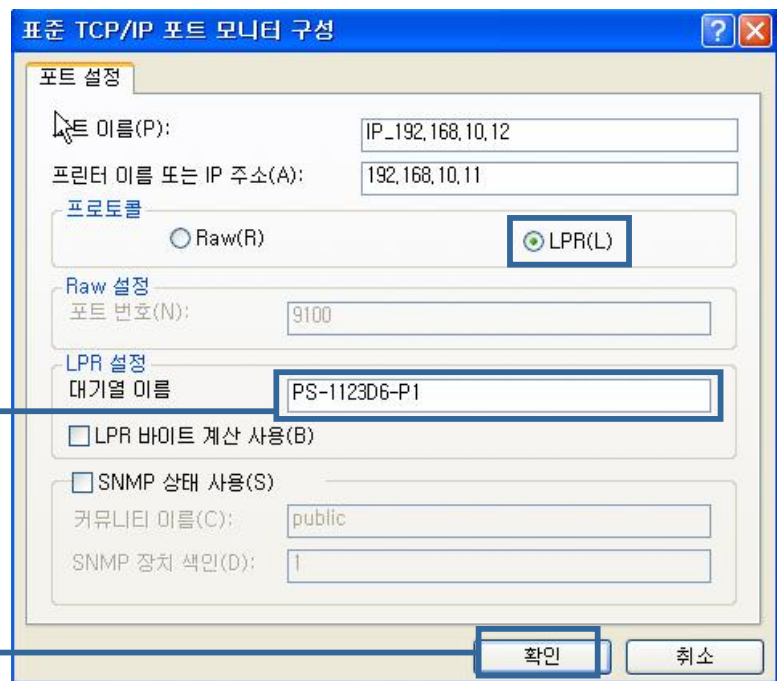 표준 TCP/IP 포트 모니터 구성
포트 설정
트 이름(P):
IP_192,168,10,12
프린터 이름 또는 IP 주소(A):
192,168,10,11
프로토콜
Raw(R)
LPR(L)
Raw 설정
포트 번호(N):
9100
LPR 설정
대기열 이름
PS-1123D6-P1
LPR 바이트 계산 사용(B)
SNMP 상태 사용(S)
커뮤니티 이름(C):
public
SNMP 장치 색인(D):
1
확인
취소